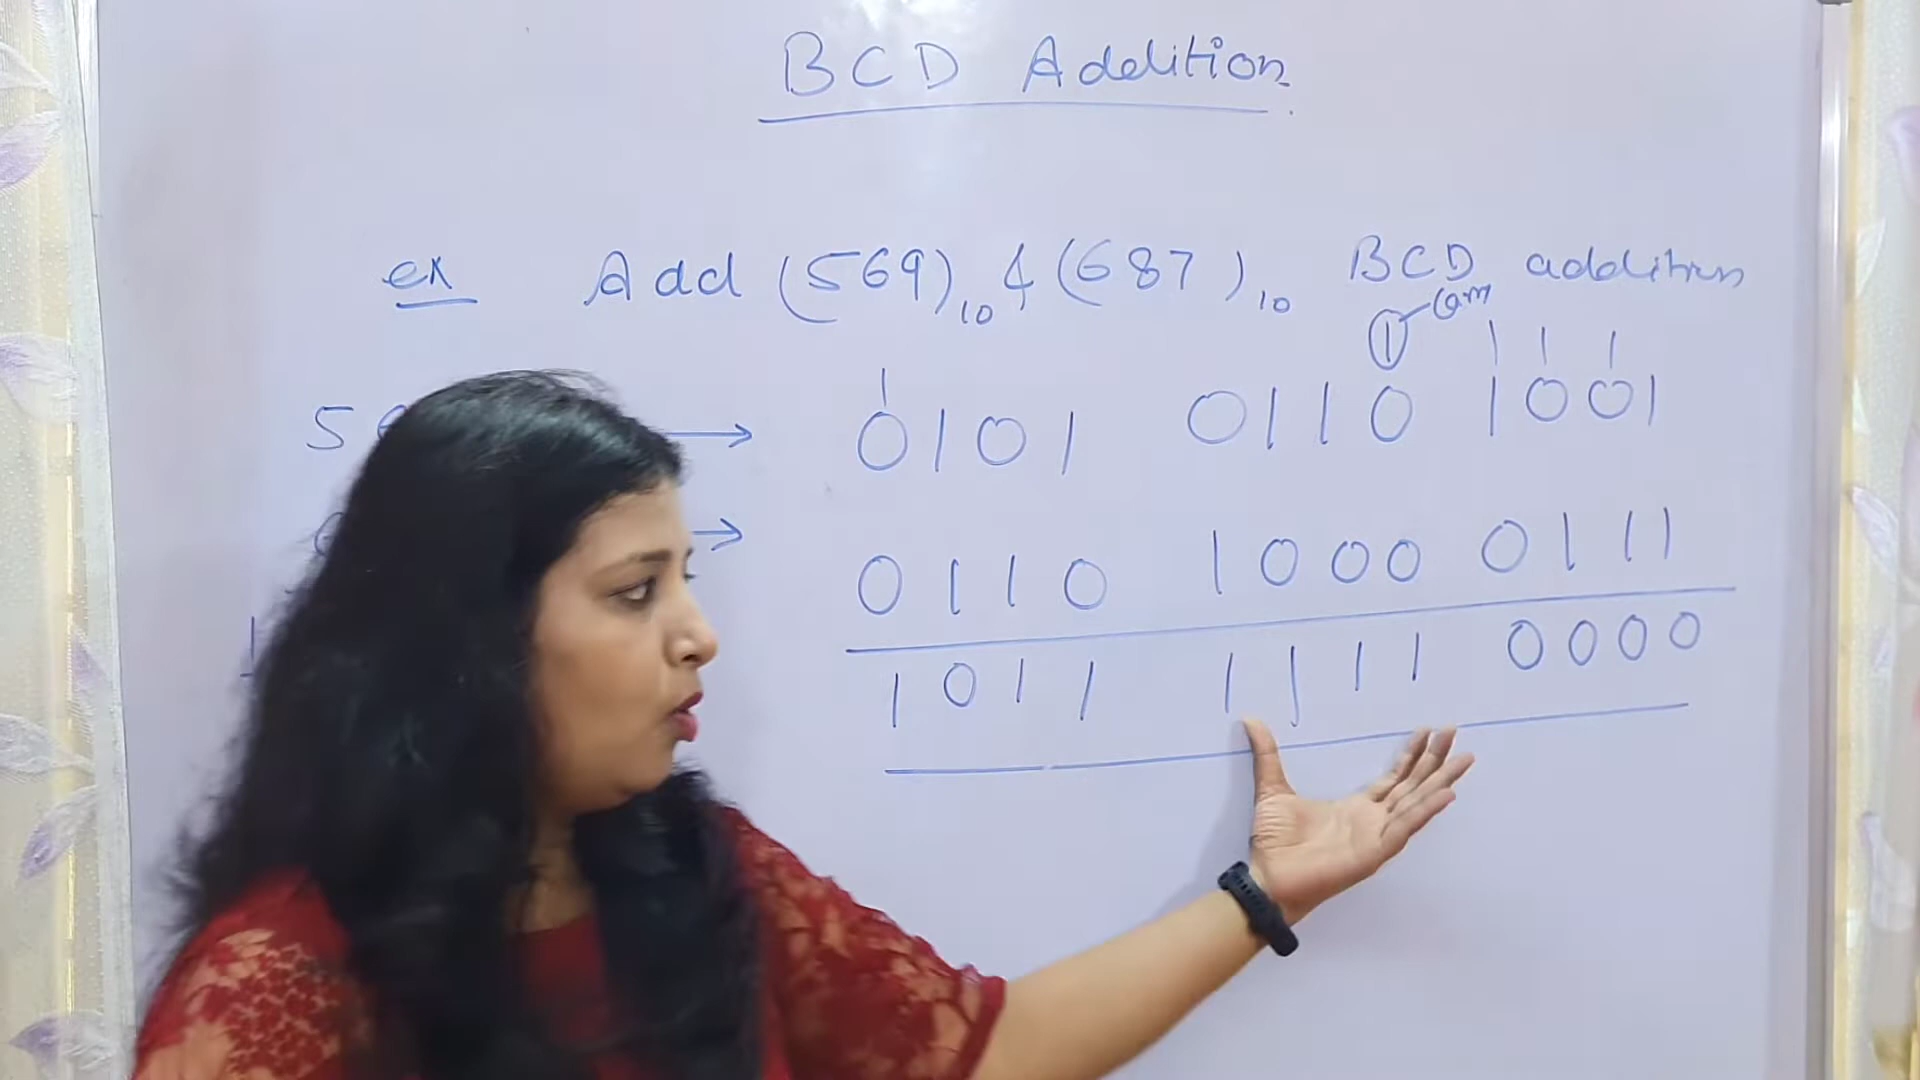 BCD Addition
ex Add (569)10 & (687)10 BCD addition
1 1 1 1 1
5 → 0101 0110 1001
→ 0110 1000 0111
1011 1111 0000